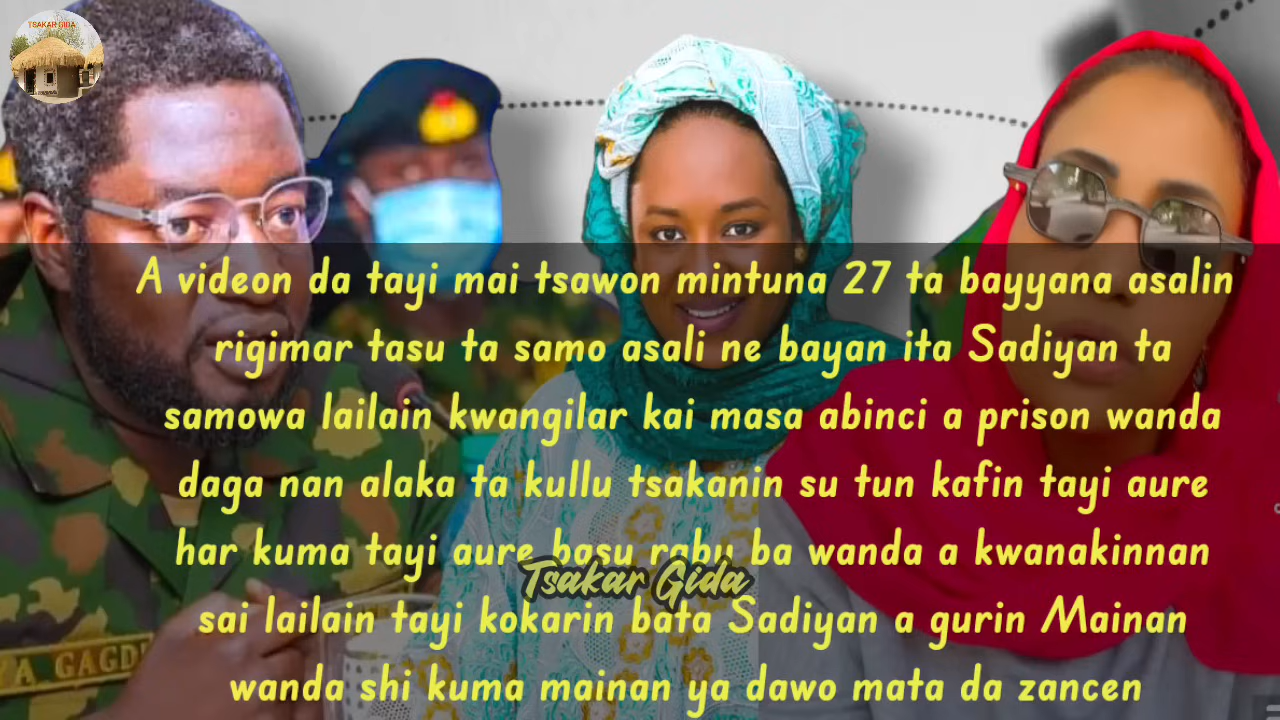 TSAKAR GIDA
A videon da tayi mai tsawon mintuna 27 ta bayyana asalin
rigimar tasu ta samo asali ne bayan ita Sadiyan ta
samowa lailain kwangilar kai masa abinci a prison wanda
daga nan alaka ta kullu tsakanin su tun kafin tayi aure
har kuma tayi aure basu rabu ba wanda a kwanakinnan
Tsakar Gida
sai lailain tayi kokarin bata Sadiyan a gurin Mainan
YA GAGD
wanda shi kuma mainan ya dawo mata da zancen